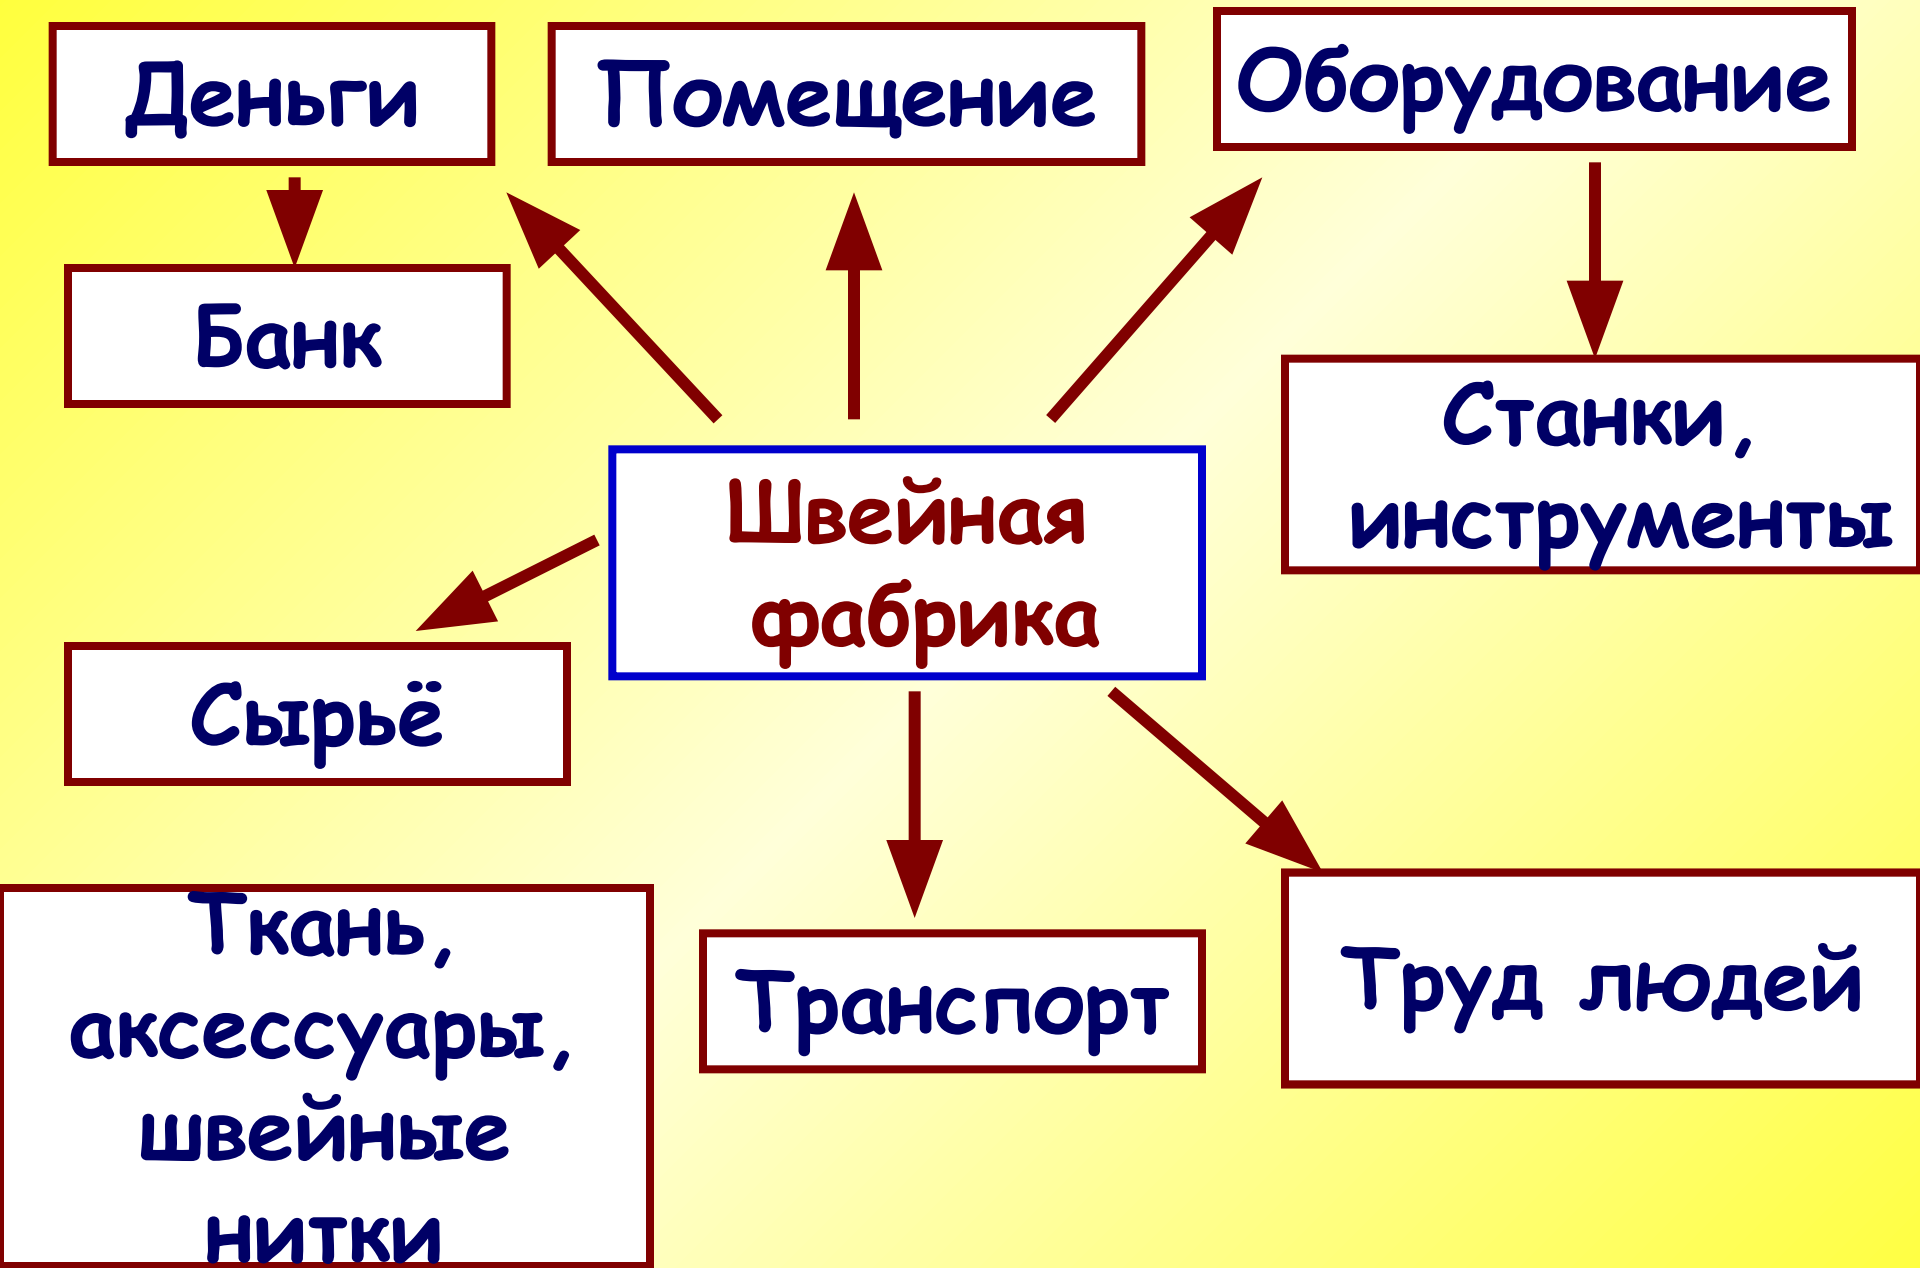 Деньги
Помещение
Оборудование
Банк
Станки,
инструменты
Швейная
фабрика
Сырьё
Ткань,
аксессуары,
швейные
нитки
Транспорт
Труд людей